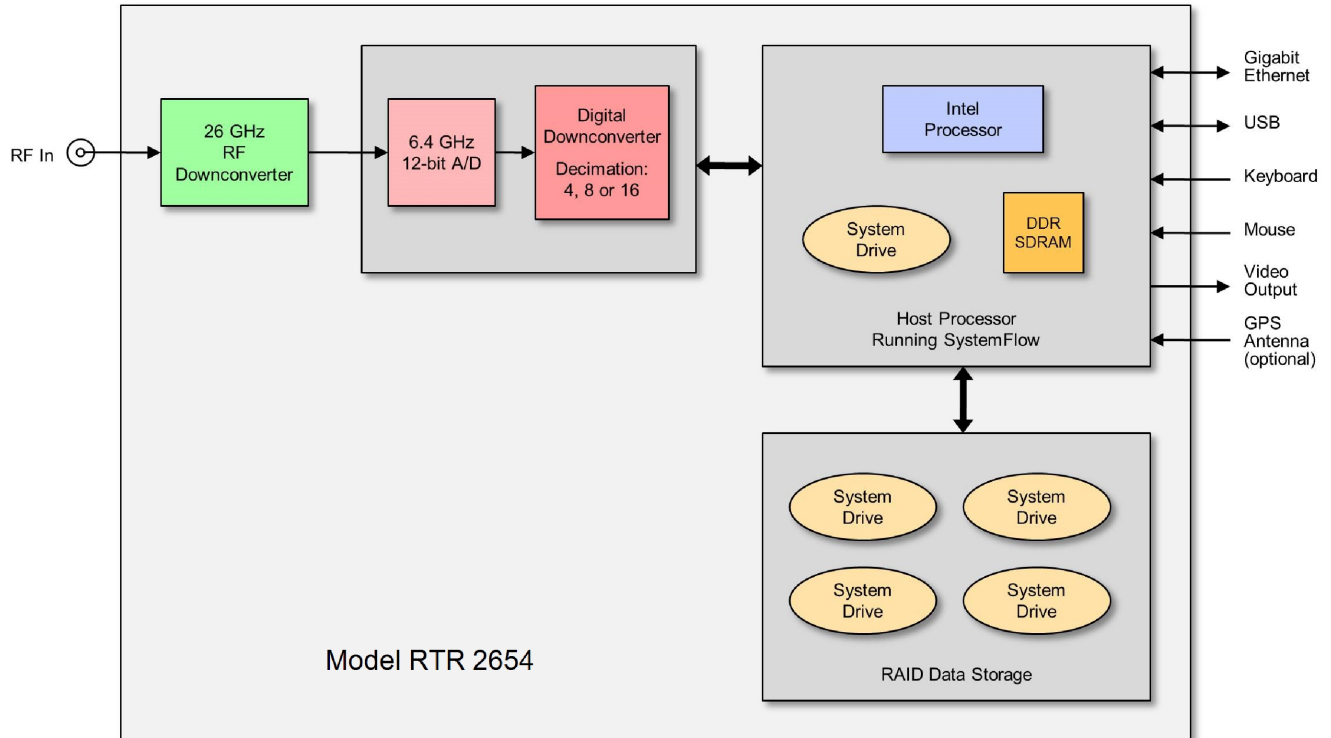 RF In
26 GHz
RF
Downconverter
6.4 GHz
12-bit A/D
Digital
Downconverter
Decimation:
4, 8 or 16
Intel
Processor
System
Drive
DDR
SDRAM
Host Processor
Running SystemFlow
Gigabit
Ethernet
USB
Keyboard
Mouse
Video
Output
GPS
Antenna
(optional)
System
Drive
System
Drive
System
Drive
System
Drive
RAID Data Storage
Model RTR 2654